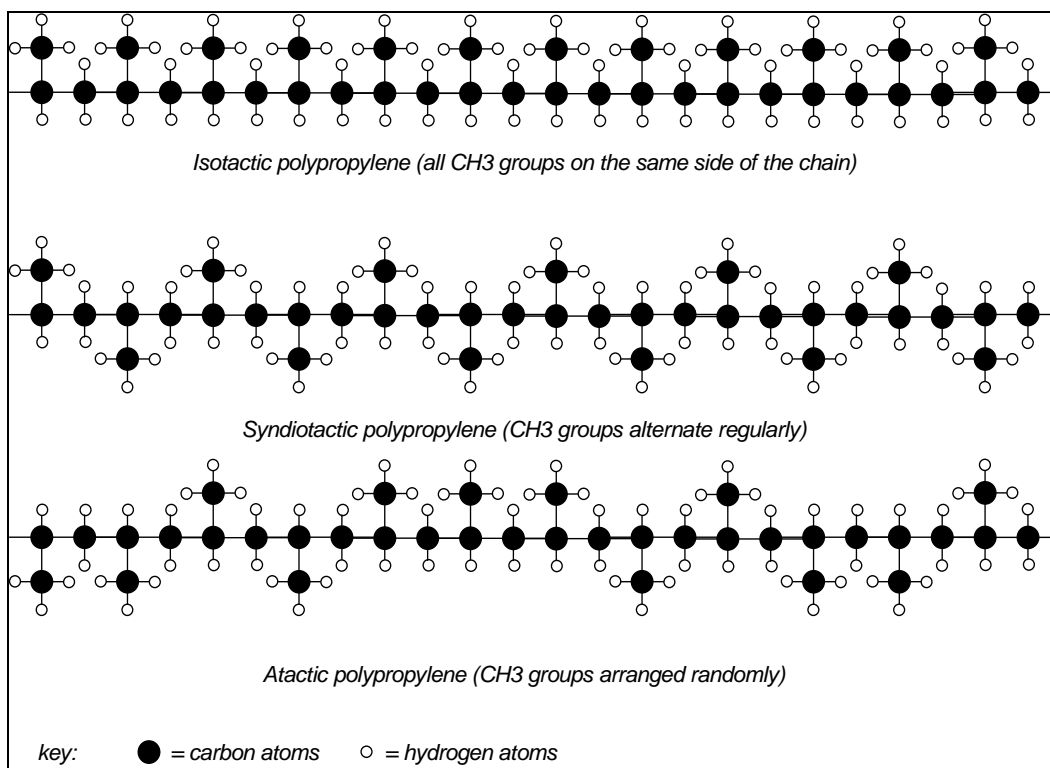 Isotactic polypropylene (all CH3 groups on the same side of the chain)
Syndiotactic polypropylene (CH3 groups alternate regularly)
Atactic polypropylene (CH3 groups arranged randomly)
key: = carbon atoms = hydrogen atoms